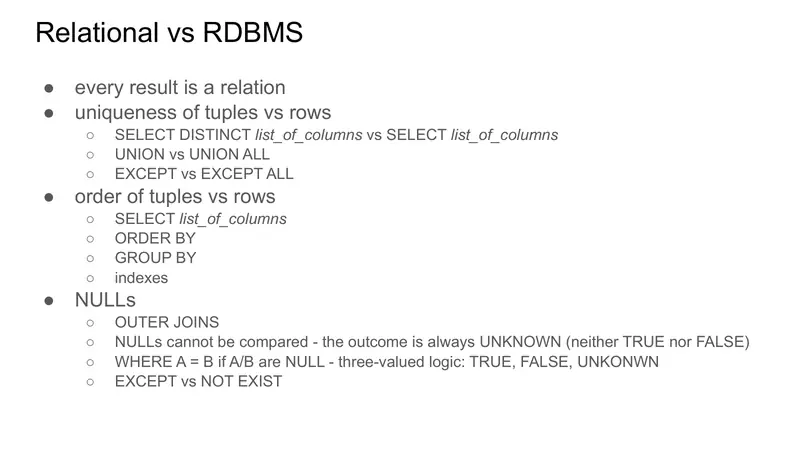 Relational vs RDBMS
● every result is a relation
● uniqueness of tuples vs rows
○ SELECT DISTINCT list_of_columns vs SELECT list_of_columns
○ UNION vs UNION ALL
○ EXCEPT vs EXCEPT ALL
● order of tuples vs rows
○ SELECT list_of_columns
○ ORDER BY
○ GROUP BY
○ indexes
● NULLs
○ OUTER JOINS
○ NULLs cannot be compared - the outcome is always UNKNOWN (neither TRUE nor FALSE)
○ WHERE A = B if A/B are NULL - three-valued logic: TRUE, FALSE, UNKONWN
○ EXCEPT vs NOT EXIST